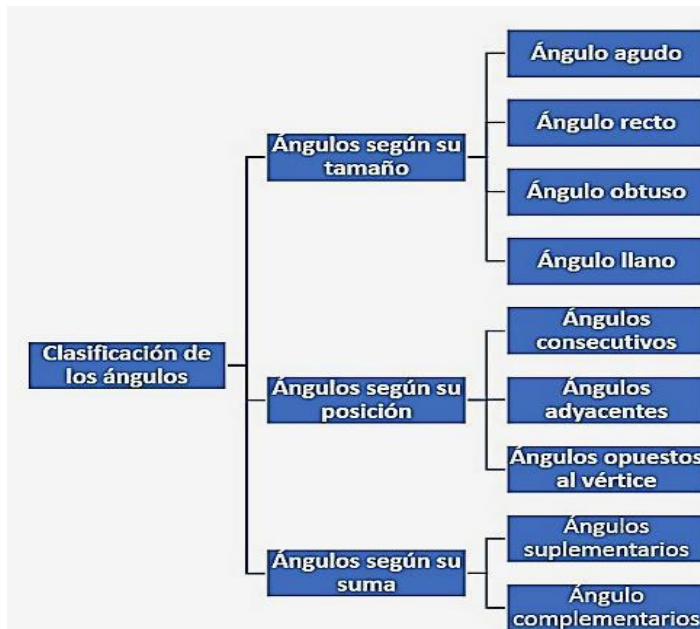 Clasificación de
los ángulos
Ángulos según su
tamaño
Ángulo agudo
Ángulo recto
Ángulo obtuso
Ángulo llano
Ángulos según su
posición
Ángulos
consecutivos
Ángulos
adyacentes
Ángulos opuestos
al vértice
Ángulos según su
suma
Ángulos
suplementarios
Ángulo
complementarios